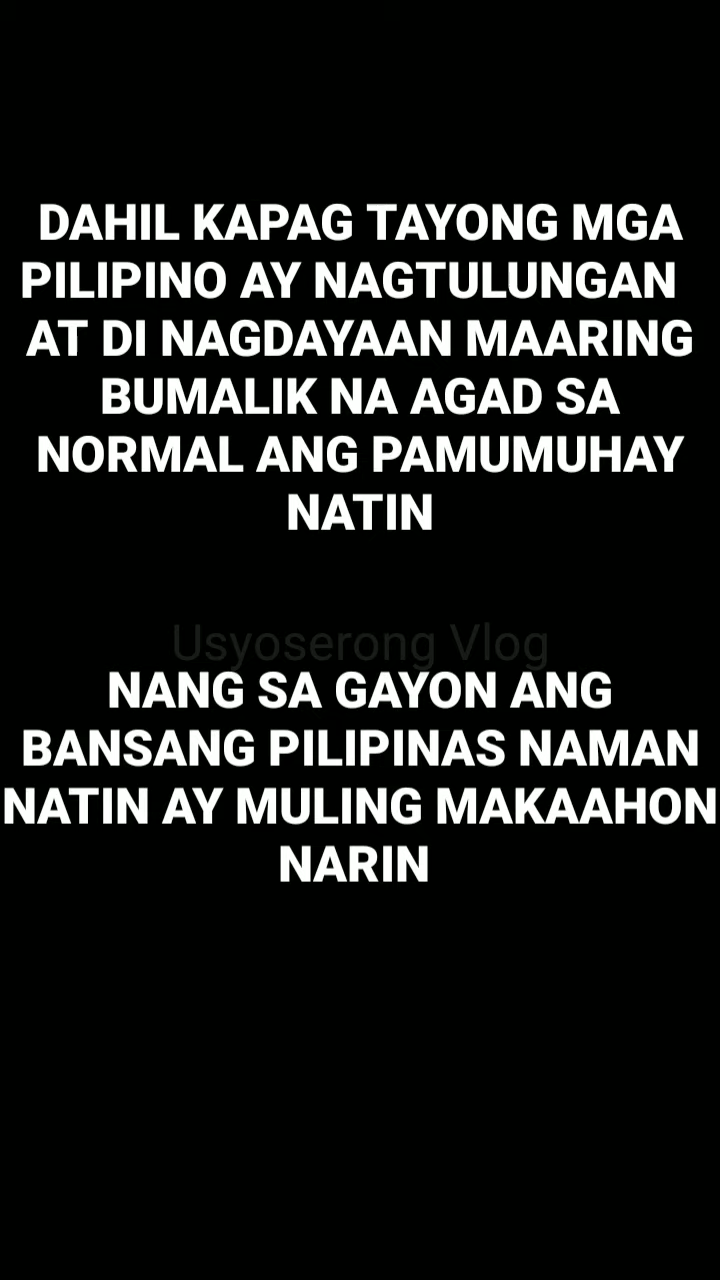 DAHIL KAPAG TAYONG MGA
PILIPINO AY NAGTULUNGAN
AT DI NAGDAYAAN MAARING
BUMALIK NA AGAD SA
NORMAL ANG PAMUMUHAY
NATIN
Usyoserong Vlog
NANG SA GAYON ANG
BANSANG PILIPINAS NAMAN
NATIN AY MULING MAKAAHON
NARIN